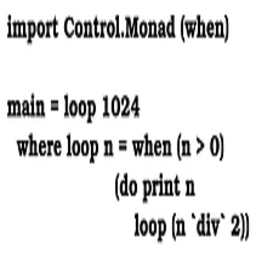 import Control.Monad (when)

main = loop 1024
  where loop n = when (n > 0)
                 (do print n
                    loop (n `div` 2))